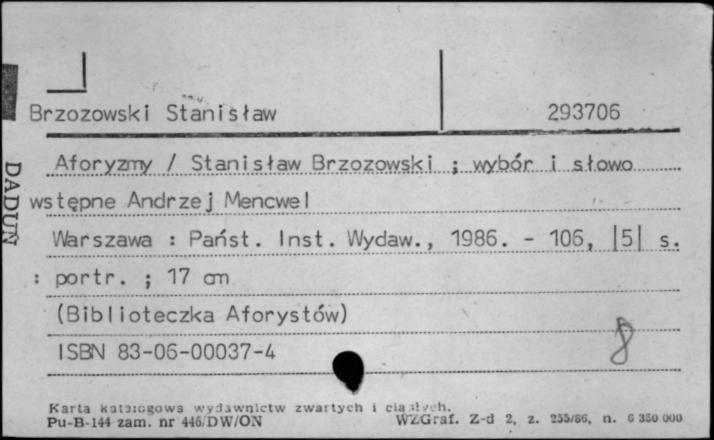 Brzozowski Stanisław 293706
Aforyzmy / Stanisław Brzozowski ; wybór i słowo
wstępne Andrzej Mencwel
Warszawa : Państ. Inst. Wydaw., 1986. - 106, |5| s.
: portr. ; 17 cm
(Biblioteczka Aforystów)
ISBN 83-06-00037-4
8
DADUŃ
Karta katalogowa wydawnictw zwartych i ciągłych.
Pu-B-144 zam. nr 446/DW/ON WZGraf. Z-d 2, z. 255/86, n. 6 350 000